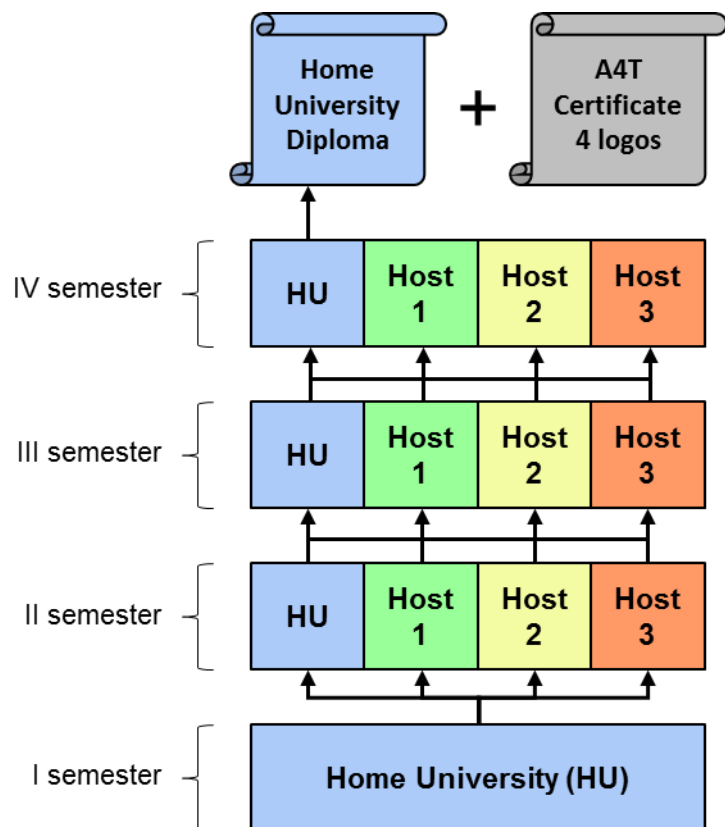 Home
University
Diploma
+
A4T
Certificate
4 logos
IV semester
HU
Host
1
Host
2
Host
3
III semester
HU
Host
1
Host
2
Host
3
II semester
HU
Host
1
Host
2
Host
3
I semester
Home University (HU)